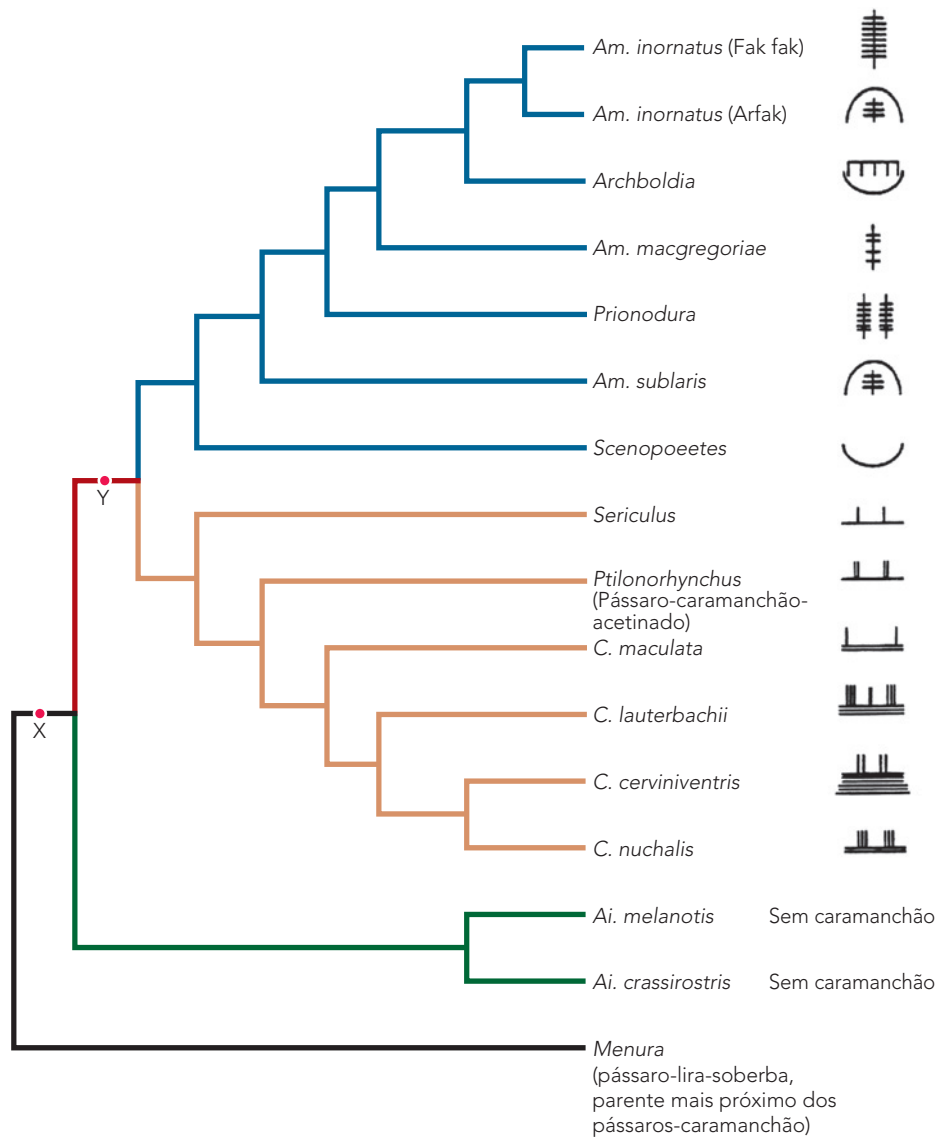 Am. inornatus (Fak fak)
Am. inornatus (Arfak)
Archboldia
Am. macgregoriae
Prionodura
Am. sublaris
Scenopoeetes
Y
Sericulus
Ptilonorhynchus
(Pássaro-caramanchão-
acetinado)
C. maculata
X
C. lauterbachii
C. cerviniventris
C. nuchalis
Ai. melanotis Sem caramanchão
Ai. crassirostris Sem caramanchão
Menura
(pássaro-lira-soberba,
parente mais próximo dos
pássaros-caramanchão)